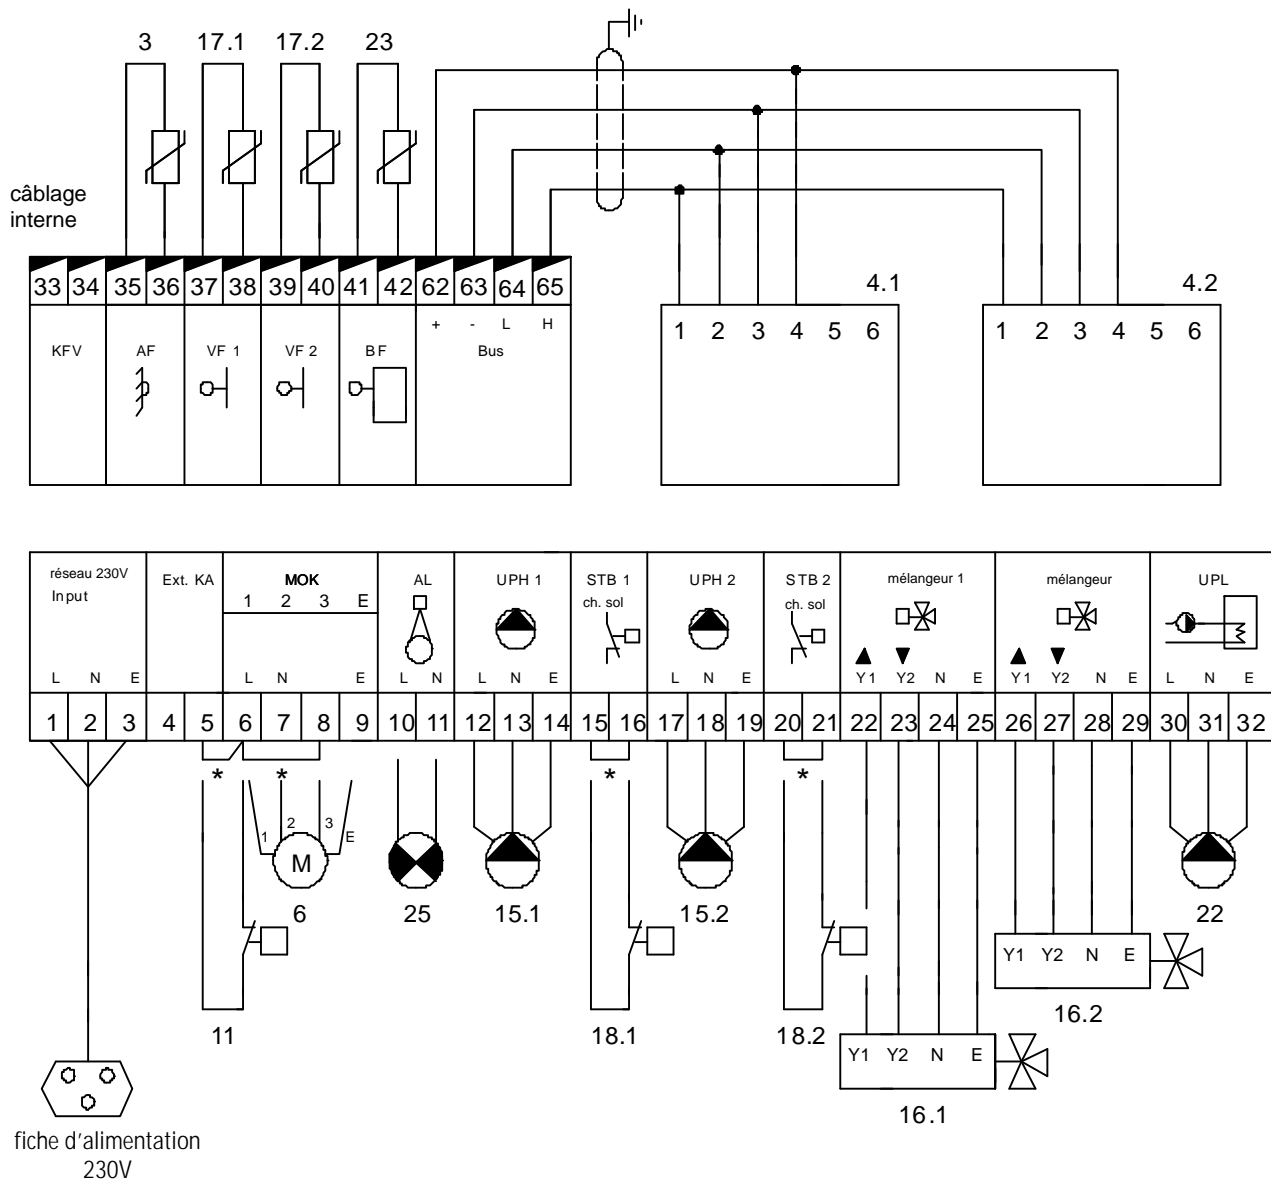 3 17.1 17.2 23
câblage
interne
33 34 35 36 37 38 39 40 41 42 62 63 64 65
+ - L H
KFV AF VF 1 VF 2 BF Bus
4.1
1 2 3 4 5 6
4.2
1 2 3 4 5 6
réseau 230V
Input
Ext. KA
MOK
1 2 3 E
AL
UPH 1
STB 1
ch. sol
UPH 2
STB 2
ch. sol
mélangeur 1
mélangeur
UPL
L N E L N E L N L N E L N E Y1 Y2 N E Y1 Y2 N E L N E
1 2 3 4 5 6 7 8 9 10 11 12 13 14 15 16 17 18 19 20 21 22 23 24 25 26 27 28 29 30 31 32
* * * *
1 2 3 E
M
6 25 15.1 15.2 22
Y1 Y2 N E
16.2
11 18.1 18.2
Y1 Y2 N E
16.1
fiche d'alimentation
230V